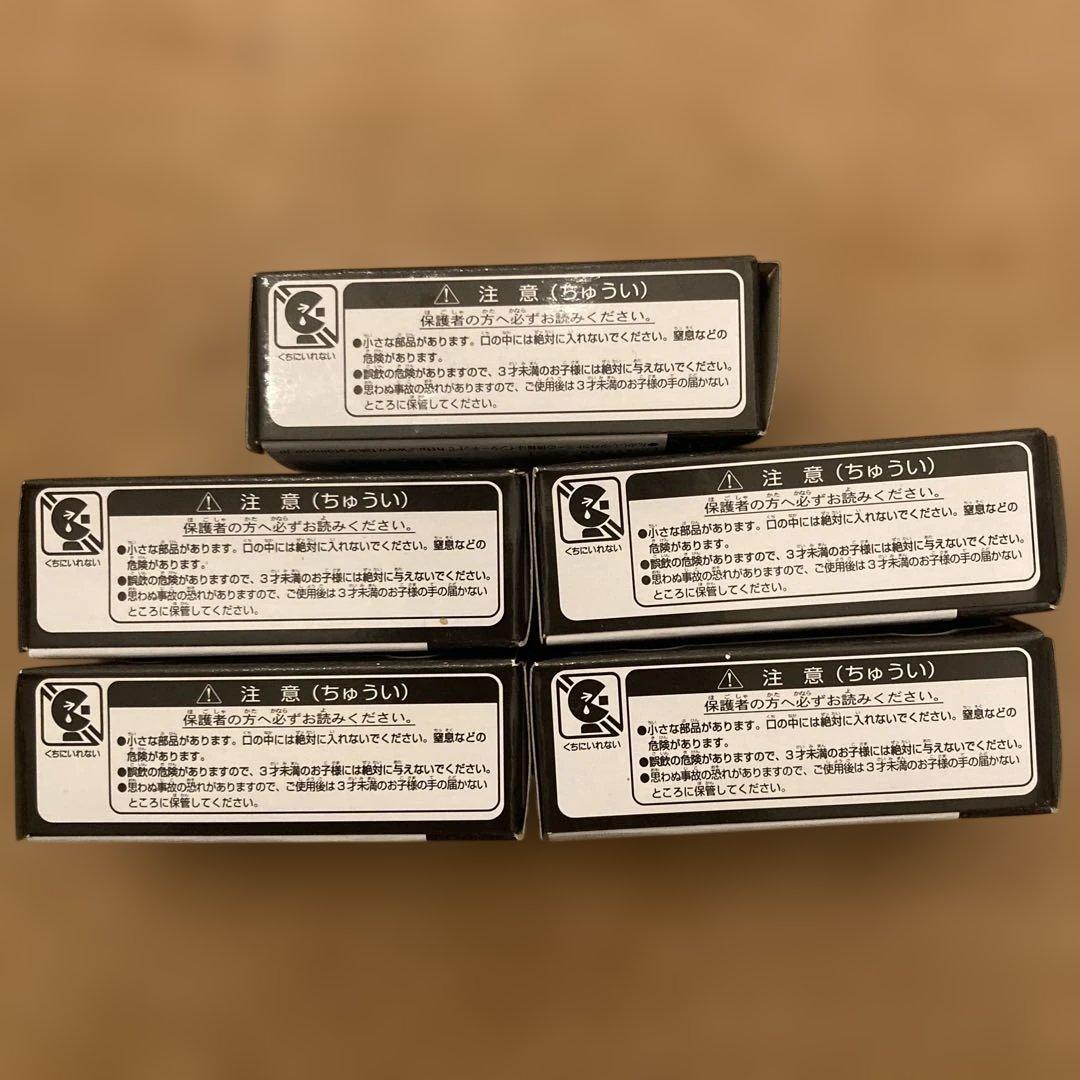 注 意（ちゅうい）
保護者の方へ必ずお読みください。
●小さな部品があります。口の中には絶対に入れないでください。窒息などの
危険があります。
●誤飲の危険がありますので、３才未満のお子様には絶対に与えないでください。
●思わぬ事故の恐れがありますので、ご使用後は３才未満のお子様の手の届かない
ところに保管してください。
くちにいれない
注 意（ちゅうい）
保護者の方へ必ずお読みください。
●小さな部品があります。口の中には絶対に入れないでください。窒息などの
危険があります。
●誤飲の危険がありますので、３才未満のお子様には絶対に与えないでください。
●思わぬ事故の恐れがありますので、ご使用後は３才未満のお子様の手の届かない
ところに保管してください。
くちにいれない
注 意（ちゅうい）
保護者の方へ必ずお読みください。
●小さな部品があります。口の中には絶対に入れないでください。窒息などの
危険があります。
●誤飲の危険がありますので、３才未満のお子様には絶対に与えないでください。
●思わぬ事故の恐れがありますので、ご使用後は３才未満のお子様の手の届かない
ところに保管してください。
くちにいれない
注 意（ちゅうい）
保護者の方へ必ずお読みください。
●小さな部品があります。口の中には絶対に入れないでください。窒息などの
危険があります。
●誤飲の危険がありますので、３才未満のお子様には絶対に与えないでください。
●思わぬ事故の恐れがありますので、ご使用後は３才未満のお子様の手の届かない
ところに保管してください。
くちにいれない
注 意（ちゅうい）
保護者の方へ必ずお読みください。
●小さな部品があります。口の中には絶対に入れないでください。窒息などの
危険があります。
●誤飲の危険がありますので、３才未満のお子様には絶対に与えないでください。
●思わぬ事故の恐れがありますので、ご使用後は３才未満のお子様の手の届かない
ところに保管してください。
くちにいれない